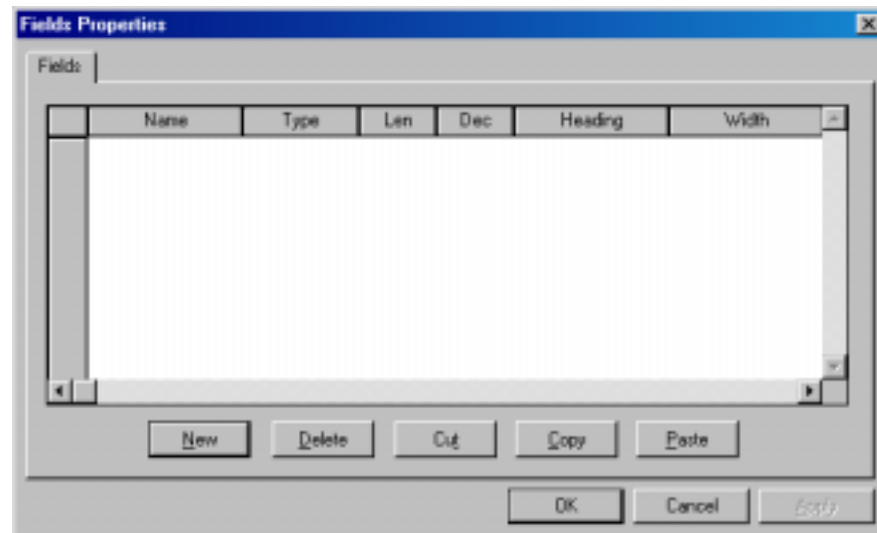 Fields Properties
Fields
Name Type Len Dec Heading Width
New Delete Cut Copy Paste
OK Cancel Apply